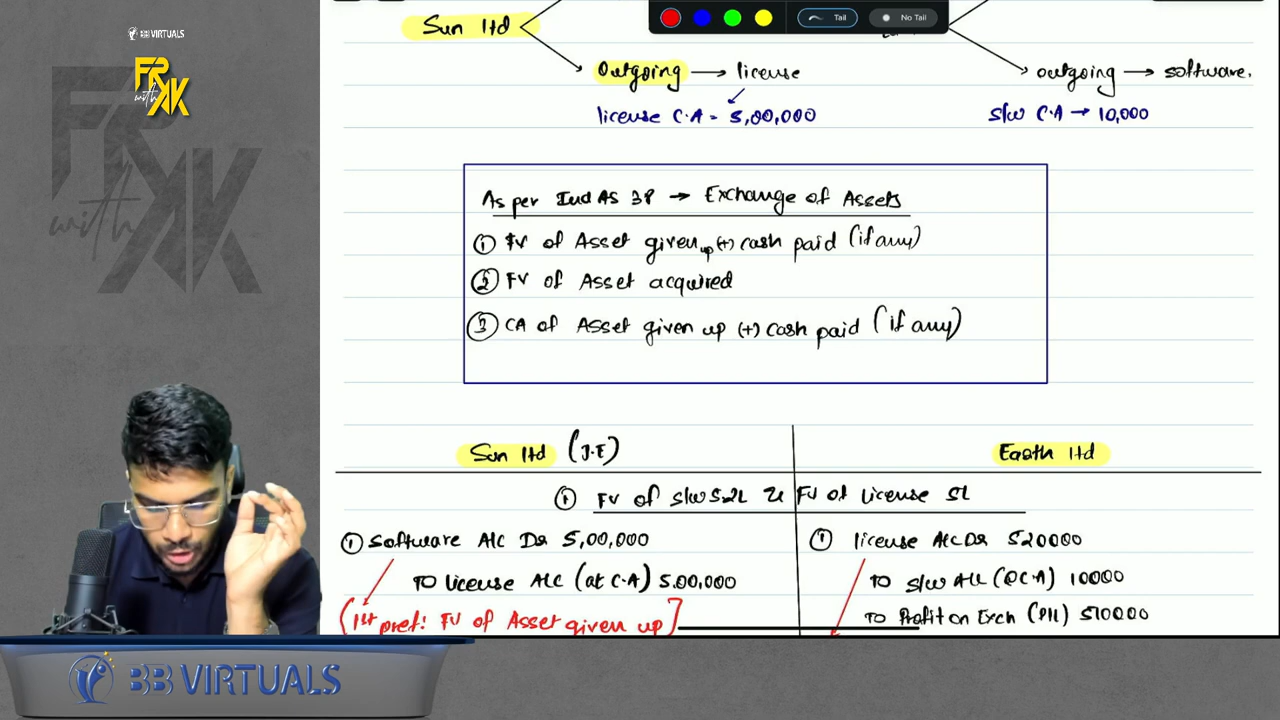 BB VIRTUALS
FR with AK
FR with AK
Tail
No Tail
Sun ltd
Outgoing → license
license C.A = 5,00,000
outgoing → software.
S/W C.A → 10,000
As per Ind AS 38 → Exchange of Assets
① FV of Asset given up (+) cash paid (if any)
② FV of Asset acquired
③ CA of Asset given up (+) cash paid (if any)
Sun ltd (J.E)
Earth ltd
① FV of S/W 5.2L & FV of license 5L
① Software A/C Dr 5,00,000
To license A/C (at C.A) 5,00,000
(1st pref: FV of Asset given up]
① license A/C Dr 520000
To S/W A/C (@CA) 10000
To Profit on Exch (P/L) 510000
BB VIRTUALS